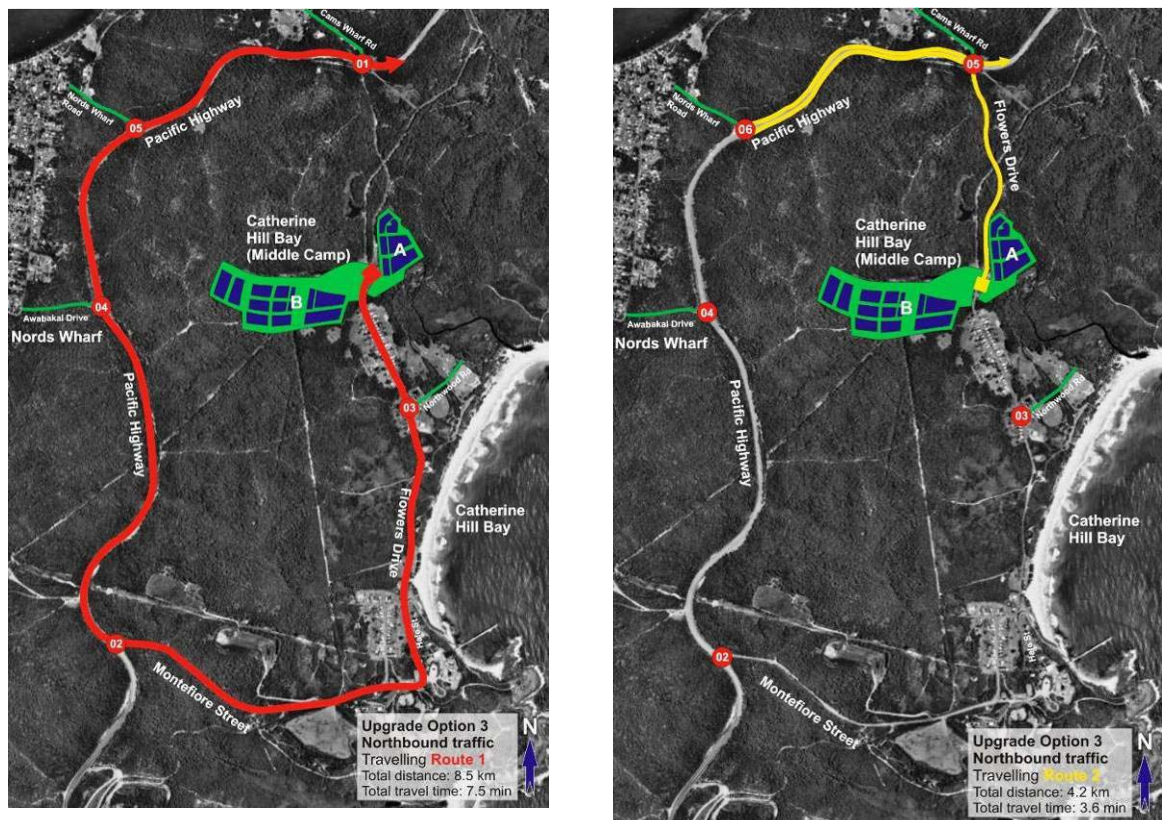 Cams Wharf Rd
01
Nords Wharf
Road
05
Pacific Highway
Catherine
Hill Bay
(Middle Camp)
A
B
04
Awabakal Drive
Nords Wharf
Northwood Rd
03
Pacific Highway
Flowers Drive
Catherine
Hill Bay
Hale St
02
Montefiore Street
Upgrade Option 3
Northbound traffic
Travelling Route 1
Total distance: 8.5 km
Total travel time: 7.5 min
N
Cams Wharf Rd
05
Nords Wharf
Road
06
Pacific Highway
Flowers Drive
Catherine
Hill Bay
(Middle Camp)
A
B
04
Awabakal Drive
Nords Wharf
Northwood Rd
03
Pacific Highway
Catherine
Hill Bay
Hale St
02
Montefiore Street
Upgrade Option 3
Northbound traffic
Travelling Route 2
Total distance: 4.2 km
Total travel time: 3.6 min
N